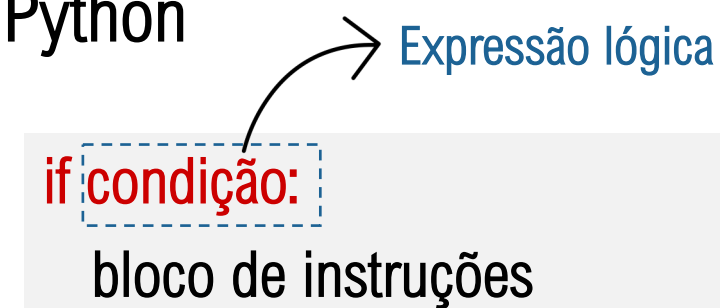 Python
Expressão lógica
if condição:
bloco de instruções